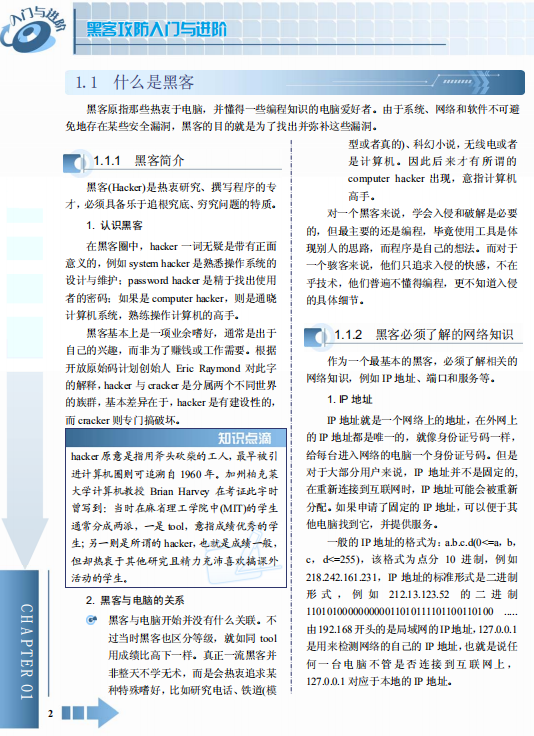 入门与进阶
黑客攻防入门与进阶
1.1 什么是黑客
黑客原指那些热衷于电脑，并懂得一些编程知识的电脑爱好者。由于系统、网络和软件不可避
免地存在某些安全漏洞，黑客的目的就是为了找出并弥补这些漏洞。
1.1.1 黑客简介
黑客(Hacker)是热衷研究、撰写程序的专
才，必须具备乐于追根究底、穷究问题的特质。
1. 认识黑客
在黑客圈中，hacker 一词无疑是带有正面
意义的，例如 system hacker 是熟悉操作系统的
设计与维护；password hacker 是精于找出使用
者的密码；如果是 computer hacker，则是通晓
计算机系统，熟练操作计算机的高手。
黑客基本上是一项业余嗜好，通常是出于
自己的兴趣，而非为了赚钱或工作需要。根据
开放原始码计划创始人 Eric Raymond 对此字
的解释，hacker 与 cracker 是分属两个不同世界
的族群，基本差异在于，hacker 是有建设性的，
而 cracker 则专门搞破坏。
知识点滴
hacker 原意是指用斧头砍柴的工人，最早被引
进计算机圈则可追溯自 1960 年。加州柏克莱
大学计算机教授 Brian Harvey 在考证此字时
曾写到：当时在麻省理工学院中(MIT)的学生
通常分成两派，一是 tool，意指成绩优秀的学
生；另一则是所谓的 hacker，也就是成绩一般，
但却热衷于其他研究且精力充沛喜欢搞课外
活动的学生。
2. 黑客与电脑的关系
黑客与电脑开始并没有什么关联。不
过当时黑客也区分等级，就如同 tool
用成绩比高下一样。真正一流黑客并
非整天不学无术，而是会热衷追求某
种特殊嗜好，比如研究电话、铁道(模
型或者真的)、科幻小说，无线电或者
是计算机。因此后来才有所谓的
computer hacker 出现，意指计算机
高手。
对一个黑客来说，学会入侵和破解是必要
的，但最主要的还是编程，毕竟使用工具是体
现别人的思路，而程序是自己的想法。而对于
一个骇客来说，他们只追求入侵的快感，不在
乎技术，他们普遍不懂得编程，更不知道入侵
的具体细节。
1.1.2 黑客必须了解的网络知识
作为一个最基本的黑客，必须了解相关的
网络知识，例如 IP 地址、端口和服务等。
1. IP 地址
IP 地址就是一个网络上的地址，在外网上
的 IP 地址都是唯一的，就像身份证号码一样，
给每台进入网络的电脑一个身份证号码。但是
对于大部分用户来说，IP 地址并不是固定的，
在重新连接到互联网时，IP 地址可能会被重新
分配。如果申请了固定的 IP 地址，可以便于其
他电脑找到它，并提供服务。
一般的 IP 地址的格式为：a.b.c.d(0<=a，b，
c，d<=255)，该格式为点分 10 进制，例如
218.242.161.231，IP 地址的标准形式是二进制
形式，例如 212.13.123.52 的二进制
11010100000000011010111101100110100 .....
由192.168 开头的是局域网的IP地址，127.0.0.1
是用来检测网络的自己的 IP 地址，也就是说任
何一台电脑不管是否连接到互联网上，
127.0.0.1 对应于本地的 IP 地址。
CHAPTER 01
2